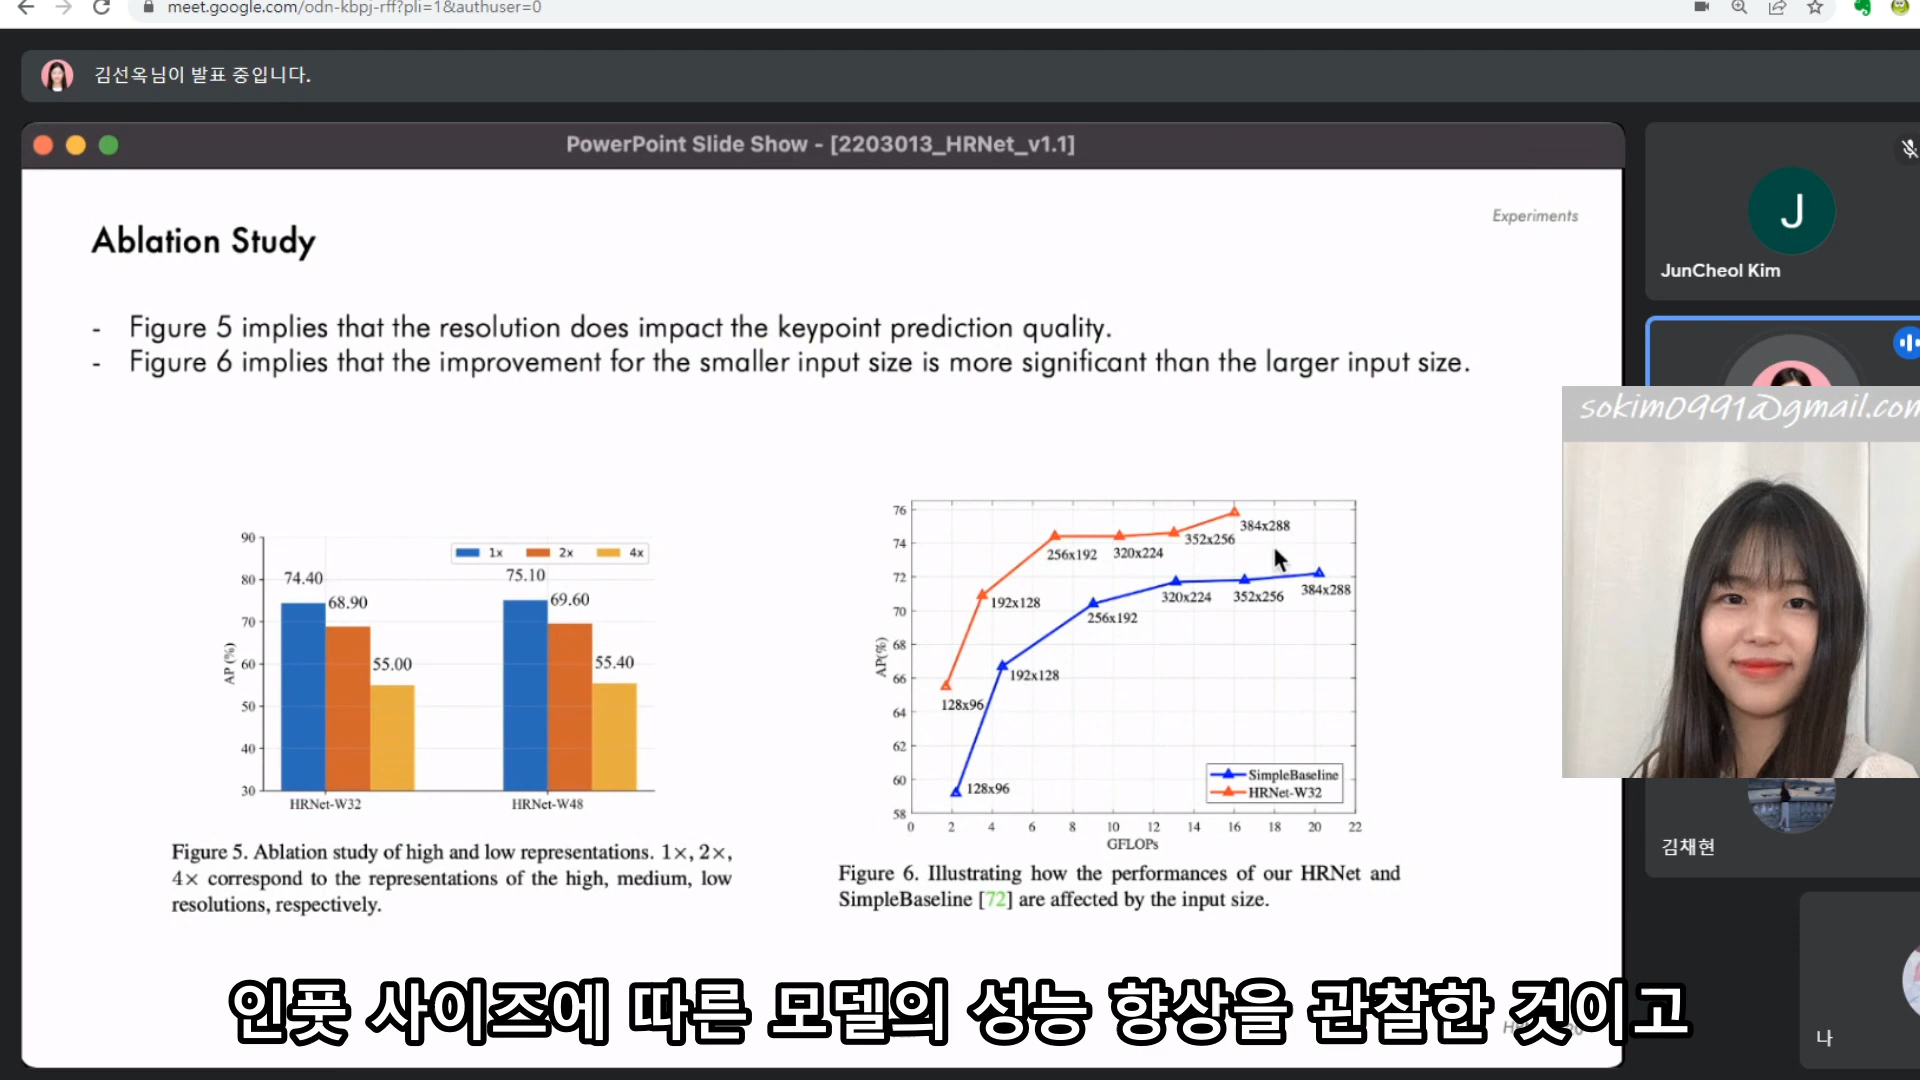 meet.google.com/odn-kbpj-rff?pli=1&authuser=0
김선옥님이 발표 중입니다.
PowerPoint Slide Show - [2203013_HRNet_v1.1]
Experiments
Ablation Study
- Figure 5 implies that the resolution does impact the keypoint prediction quality.
- Figure 6 implies that the improvement for the smaller input size is more significant than the larger input size.
90
80
70
60
50
40
30
AP (%)
1x 2x 4x
74.40
68.90
55.00
75.10
69.60
55.40
HRNet-W32 HRNet-W48
Figure 5. Ablation study of high and low representations. 1×, 2×,
4× correspond to the representations of the high, medium, low
resolutions, respectively.
76
74
72
70
68
66
64
62
60
58
AP(%)
384x288
352x256
320x224
256x192
192x128
128x96
384x288
352x256
320x224
256x192
192x128
128x96
SimpleBaseline
HRNet-W32
0 2 4 6 8 10 12 14 16 18 20 22
GFLOPs
Figure 6. Illustrating how the performances of our HRNet and
SimpleBaseline [72] are affected by the input size.
인풋 사이즈에 따른 모델의 성능 향상을 관찰한 것이고
J
JunCheol Kim
sokim0991@gmail.com
김채현
나